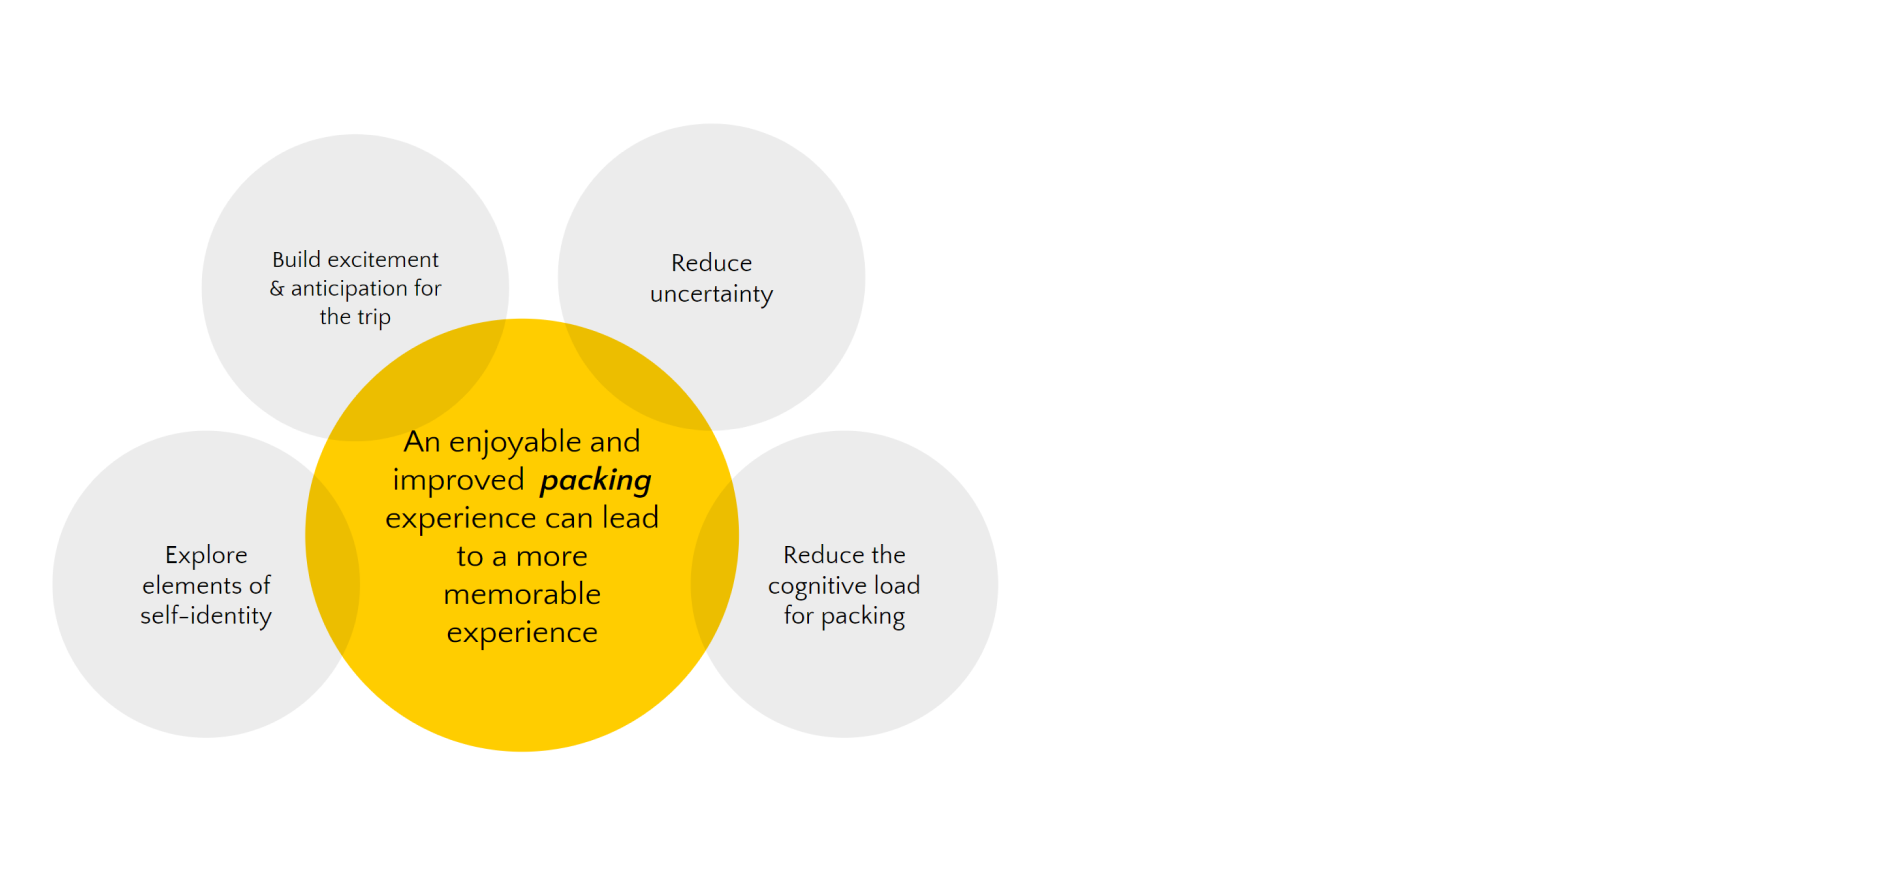 Build excitement
& anticipation for
the trip
Reduce
uncertainty
An enjoyable and
improved packing
experience can lead
to a more
memorable
experience
Explore
elements of
self-identity
Reduce the
cognitive load
for packing